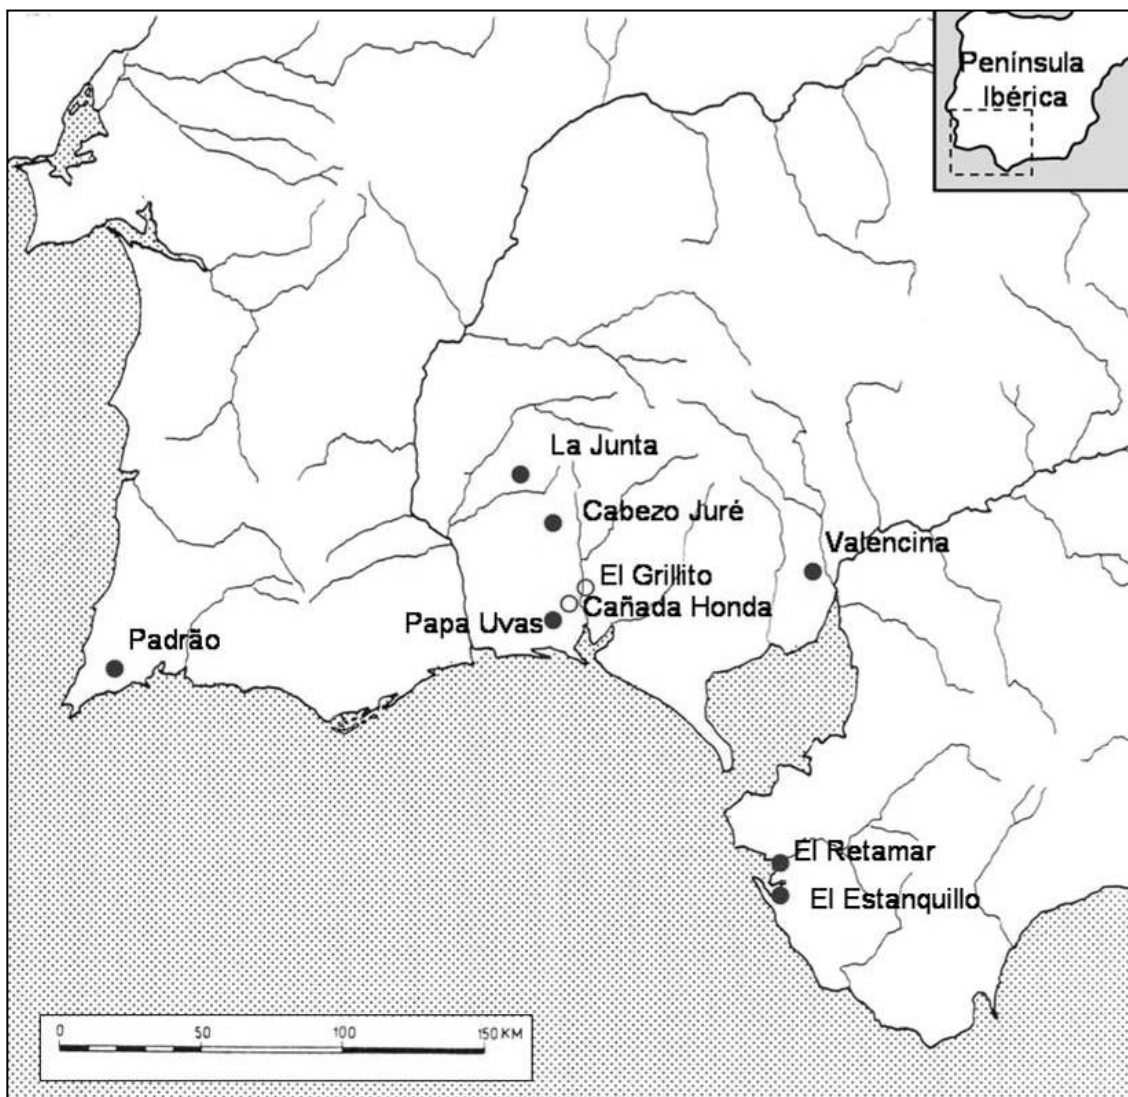 Península
Ibérica
La Junta
Cabezo Juré
Valencina
El Grillito
Cañada Honda
Papa Uvas
Padrão
El Retamar
El Estanquillo
0 50 100 150 KM